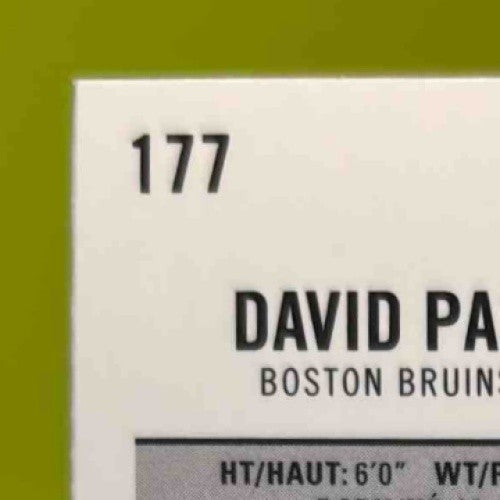 177
DAVID PA
BOSTON BRUINS
HT/HAUT: 6'0" WT/P